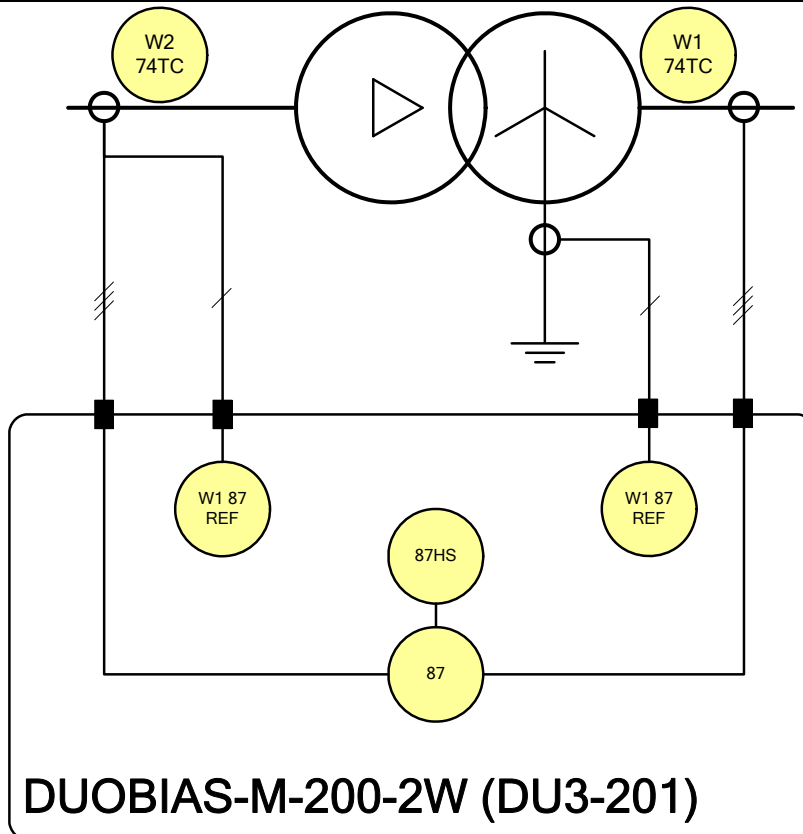 W2
74TC
W1
74TC
W1 87
REF
W1 87
REF
87HS
87
DUOBIAS-M-200-2W (DU3-201)